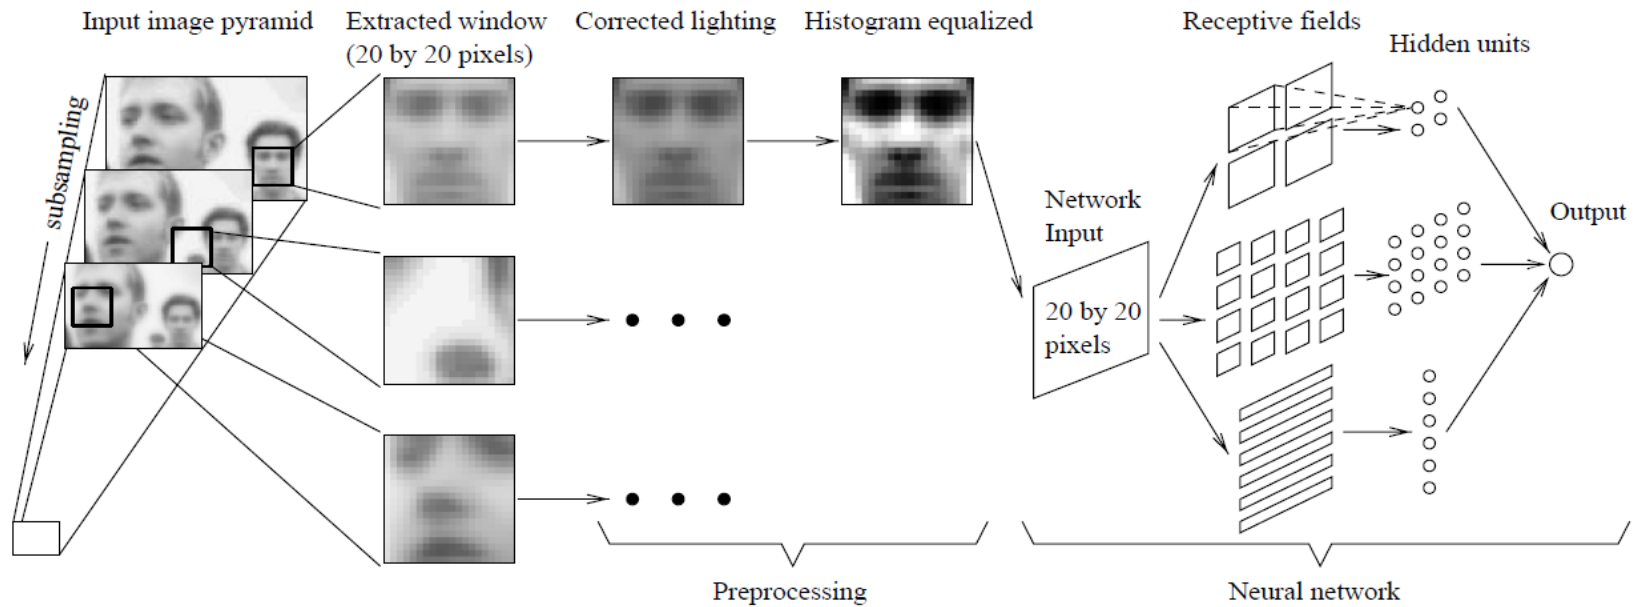 Input image pyramid
Extracted window
(20 by 20 pixels)
Corrected lighting
Histogram equalized
Receptive fields
Hidden units
subsampling
Network
Input
Output
20 by 20
pixels
Preprocessing
Neural network